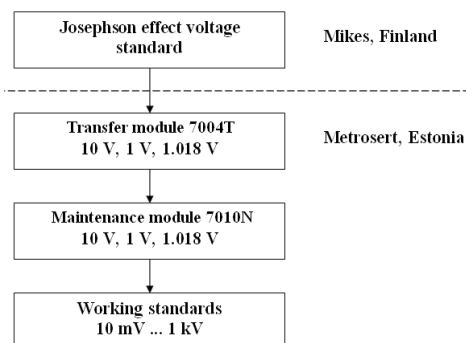 Josephson effect voltage
standard
Mikes, Finland
Transfer module 7004T
10 V, 1 V, 1.018 V
Metrosert, Estonia
Maintenance module 7010N
10 V, 1 V, 1.018 V
Working standards
10 mV ... 1 kV